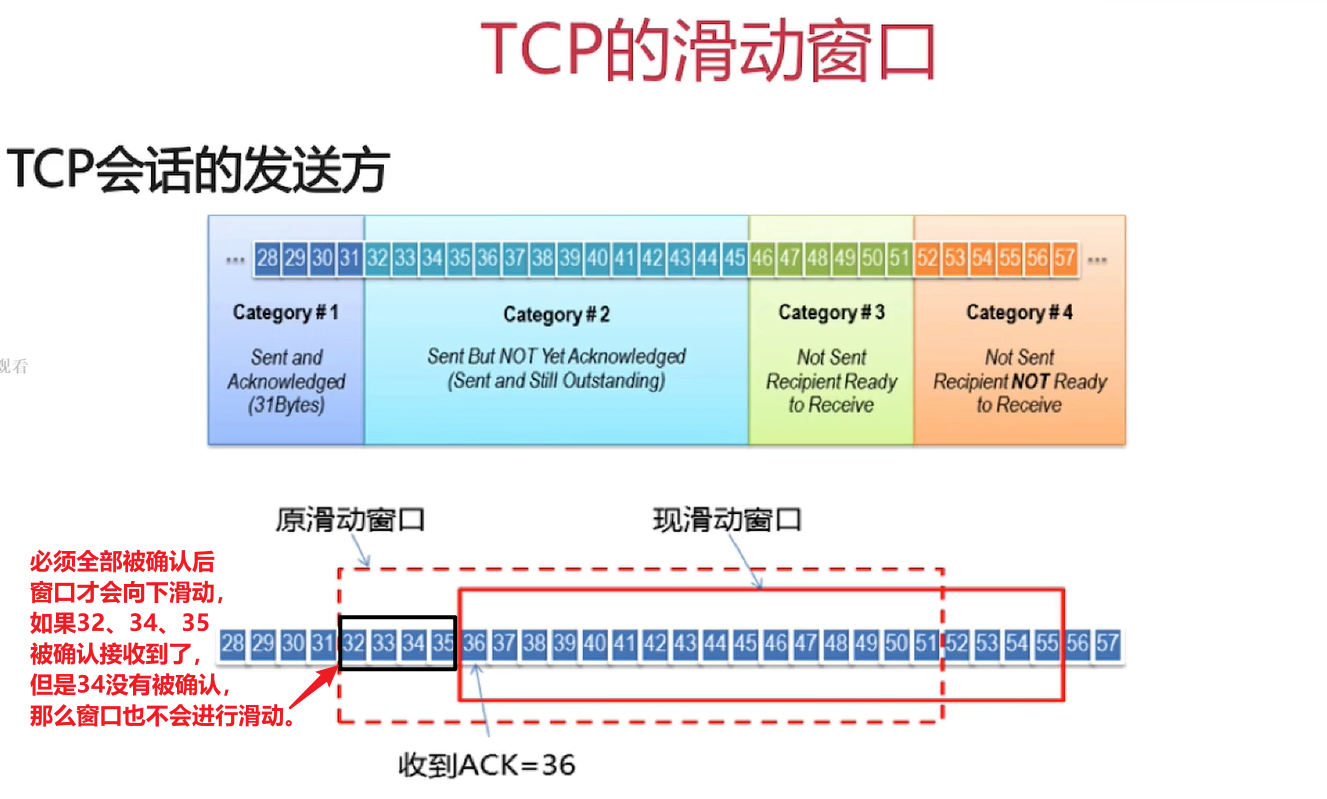 TCP的滑动窗口
TCP会话的发送方
... 28 29 30 31 32 33 34 35 36 37 38 39 40 41 42 43 44 45 46 47 48 49 50 51 52 53 54 55 56 57 ...
Category #1
Sent and
Acknowledged
(31Bytes)
Category #2
Sent But NOT Yet Acknowledged
(Sent and Still Outstanding)
Category #3
Not Sent
Recipient Ready
to Receive
Category #4
Not Sent
Recipient NOT Ready
to Receive
观看
原滑动窗口
现滑动窗口
必须全部被确认后
窗口才会向下滑动，
如果32、34、35
被确认接收到了，
但是34没有被确认，
那么窗口也不会进行滑动。
28 29 30 31 32 33 34 35 36 37 38 39 40 41 42 43 44 45 46 47 48 49 50 51 52 53 54 55 56 57
收到ACK=36